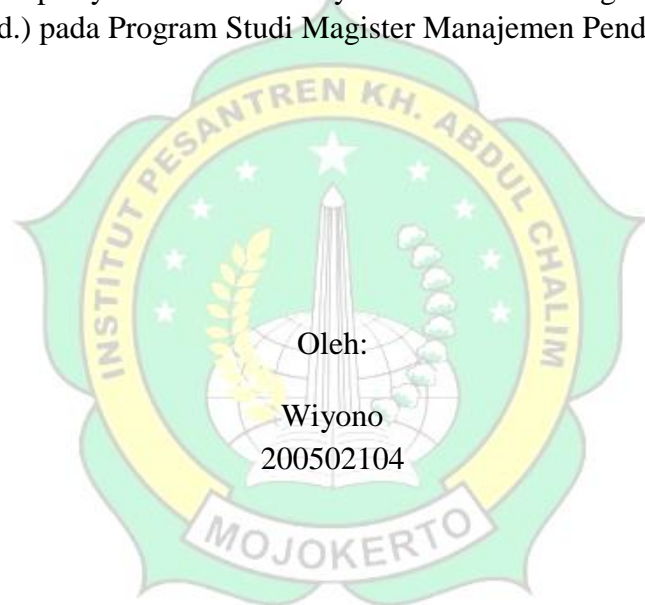 d.) pada Program Studi Magister Manajemen Pend
INSTITUT PESANTREN KH. ABDUL CHALIM
Oleh:
Wiyono
200502104
MOJOKERTO